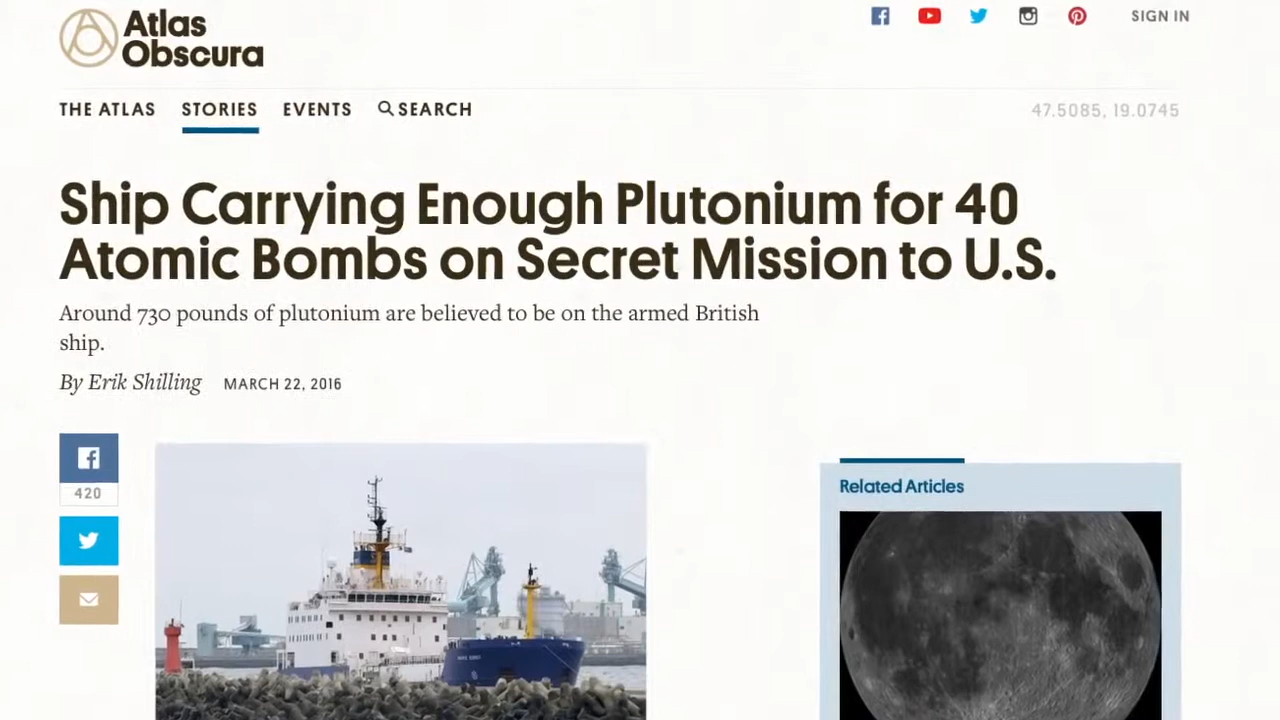 Atlas
Obscura
SIGN IN
THE ATLAS STORIES EVENTS SEARCH
47.5085, 19.0745
Ship Carrying Enough Plutonium for 40
Atomic Bombs on Secret Mission to U.S.
Around 730 pounds of plutonium are believed to be on the armed British
ship.
By Erik Shilling MARCH 22, 2016
420
Related Articles